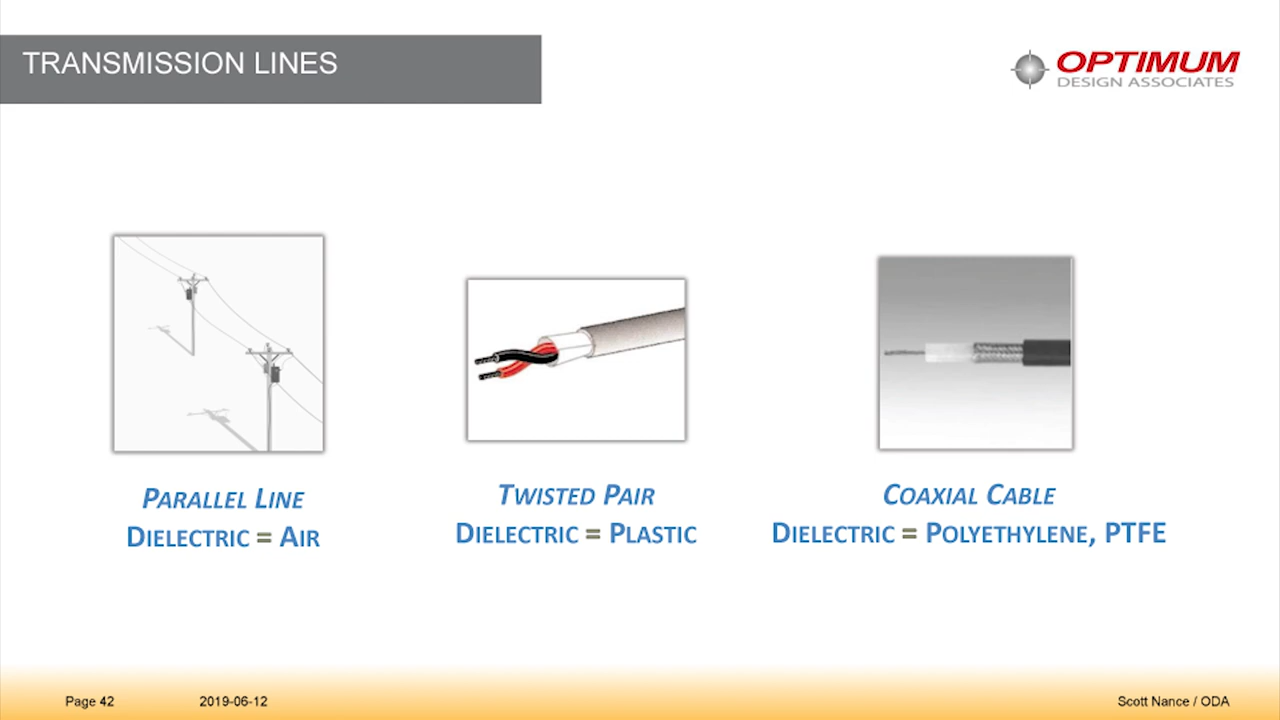 TRANSMISSION LINES
OPTIMUM
DESIGN ASSOCIATES
PARALLEL LINE
DIELECTRIC = AIR
TWISTED PAIR
DIELECTRIC = PLASTIC
COAXIAL CABLE
DIELECTRIC = POLYETHYLENE, PTFE
Page 42
2019-06-12
Scott Nance / ODA